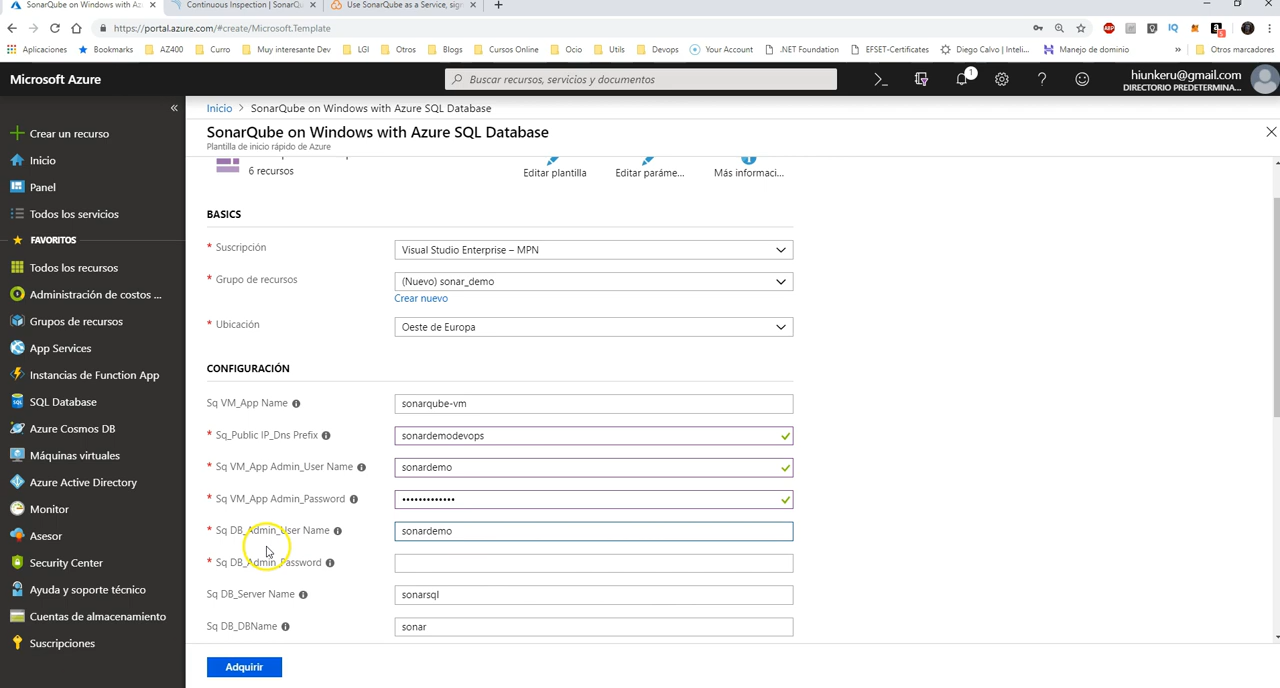 SonarQube on Windows with Azu
Continuous Inspection | SonarQu
Use SonarQube as a Service, sign
https://portal.azure.com/#create/Microsoft.Template
Aplicaciones
Bookmarks
AZ400
Curro
Muy interesante Dev
LGI
Otros
Blogs
Cursos Online
Ocio
Utils
Devops
Your Account
.NET Foundation
EFSET-Certificates
Diego Calvo | Inteli...
Manejo de dominio
»
Otros marcadores
Microsoft Azure
Buscar recursos, servicios y documentos
1
hiunkeru@gmail.com
DIRECTORIO PREDETERMINA...
«
Crear un recurso
Inicio
Panel
Todos los servicios
FAVORITOS
Todos los recursos
Administración de costos ...
Grupos de recursos
App Services
Instancias de Function App
SQL Database
Azure Cosmos DB
Máquinas virtuales
Azure Active Directory
Monitor
Asesor
Security Center
Ayuda y soporte técnico
Cuentas de almacenamiento
Suscripciones
Inicio > SonarQube on Windows with Azure SQL Database
SonarQube on Windows with Azure SQL Database
Plantilla de inicio rápido de Azure
6 recursos
Editar plantilla
Editar paráme...
Más informaci...
BASICS
* Suscripción
Visual Studio Enterprise – MPN
* Grupo de recursos
(Nuevo) sonar_demo
Crear nuevo
* Ubicación
Oeste de Europa
CONFIGURACIÓN
Sq VM_App Name
sonarqube-vm
* Sq_Public IP_Dns Prefix
sonardemodevops
* Sq VM_App Admin_User Name
sonardemo
* Sq VM_App Admin_Password
•••••••••••••
* Sq DB_Admin_User Name
sonardemo
* Sq DB_Admin_Password
Sq DB_Server Name
sonarsql
Sq DB_DBName
sonar
Adquirir